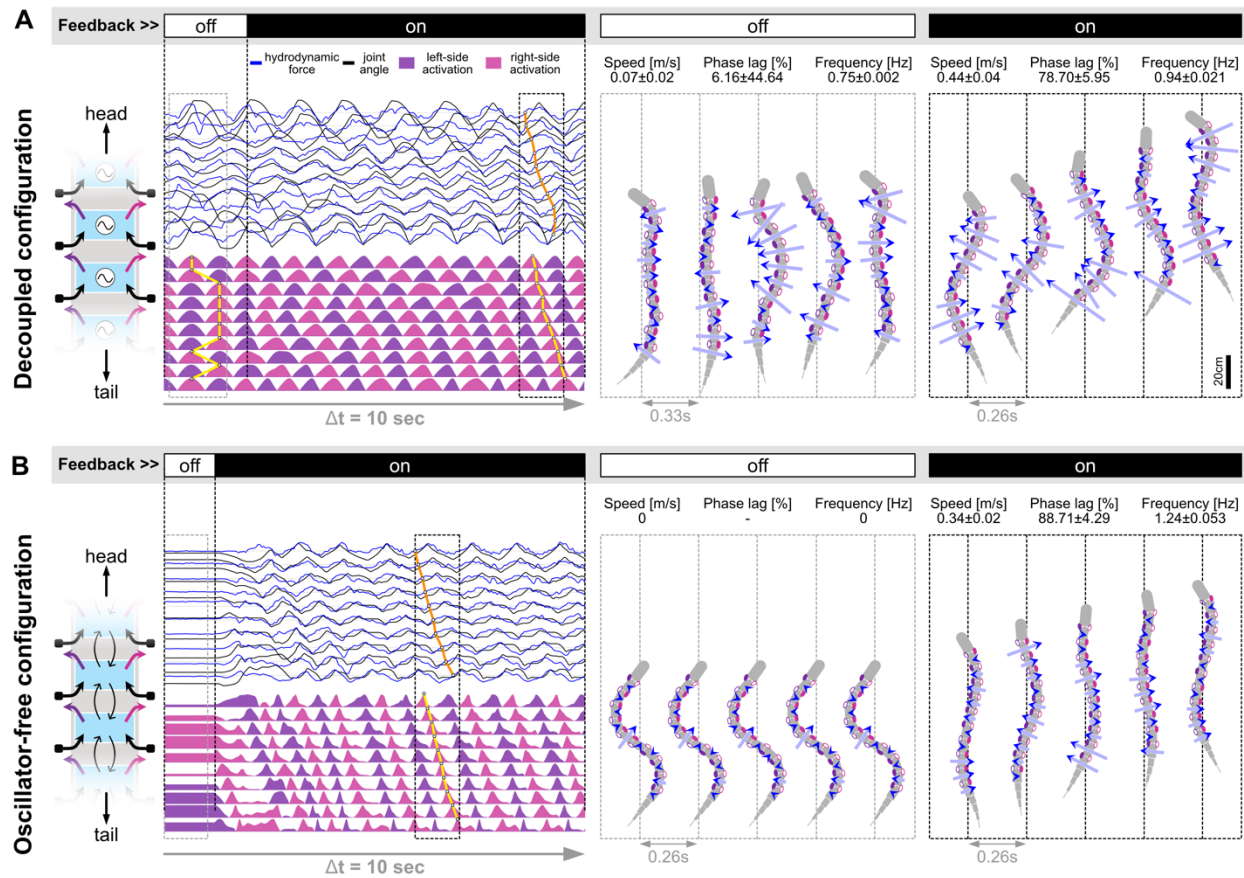 A
Feedback >>
off
on
off
on
hydrodynamic force
joint angle
left-side activation
right-side activation
Speed [m/s]
0.07±0.02
Phase lag [%]
6.16±44.64
Frequency [Hz]
0.75±0.002
Speed [m/s]
0.44±0.04
Phase lag [%]
78.70±5.95
Frequency [Hz]
0.94±0.021
Decoupled configuration
head
tail
20cm
Δt = 10 sec
0.33s
0.26s
B
Feedback >>
off
on
off
on
Speed [m/s]
0
Phase lag [%]
-
Frequency [Hz]
0
Speed [m/s]
0.34±0.02
Phase lag [%]
88.71±4.29
Frequency [Hz]
1.24±0.053
Oscillator-free configuration
head
tail
Δt = 10 sec
0.26s
0.26s